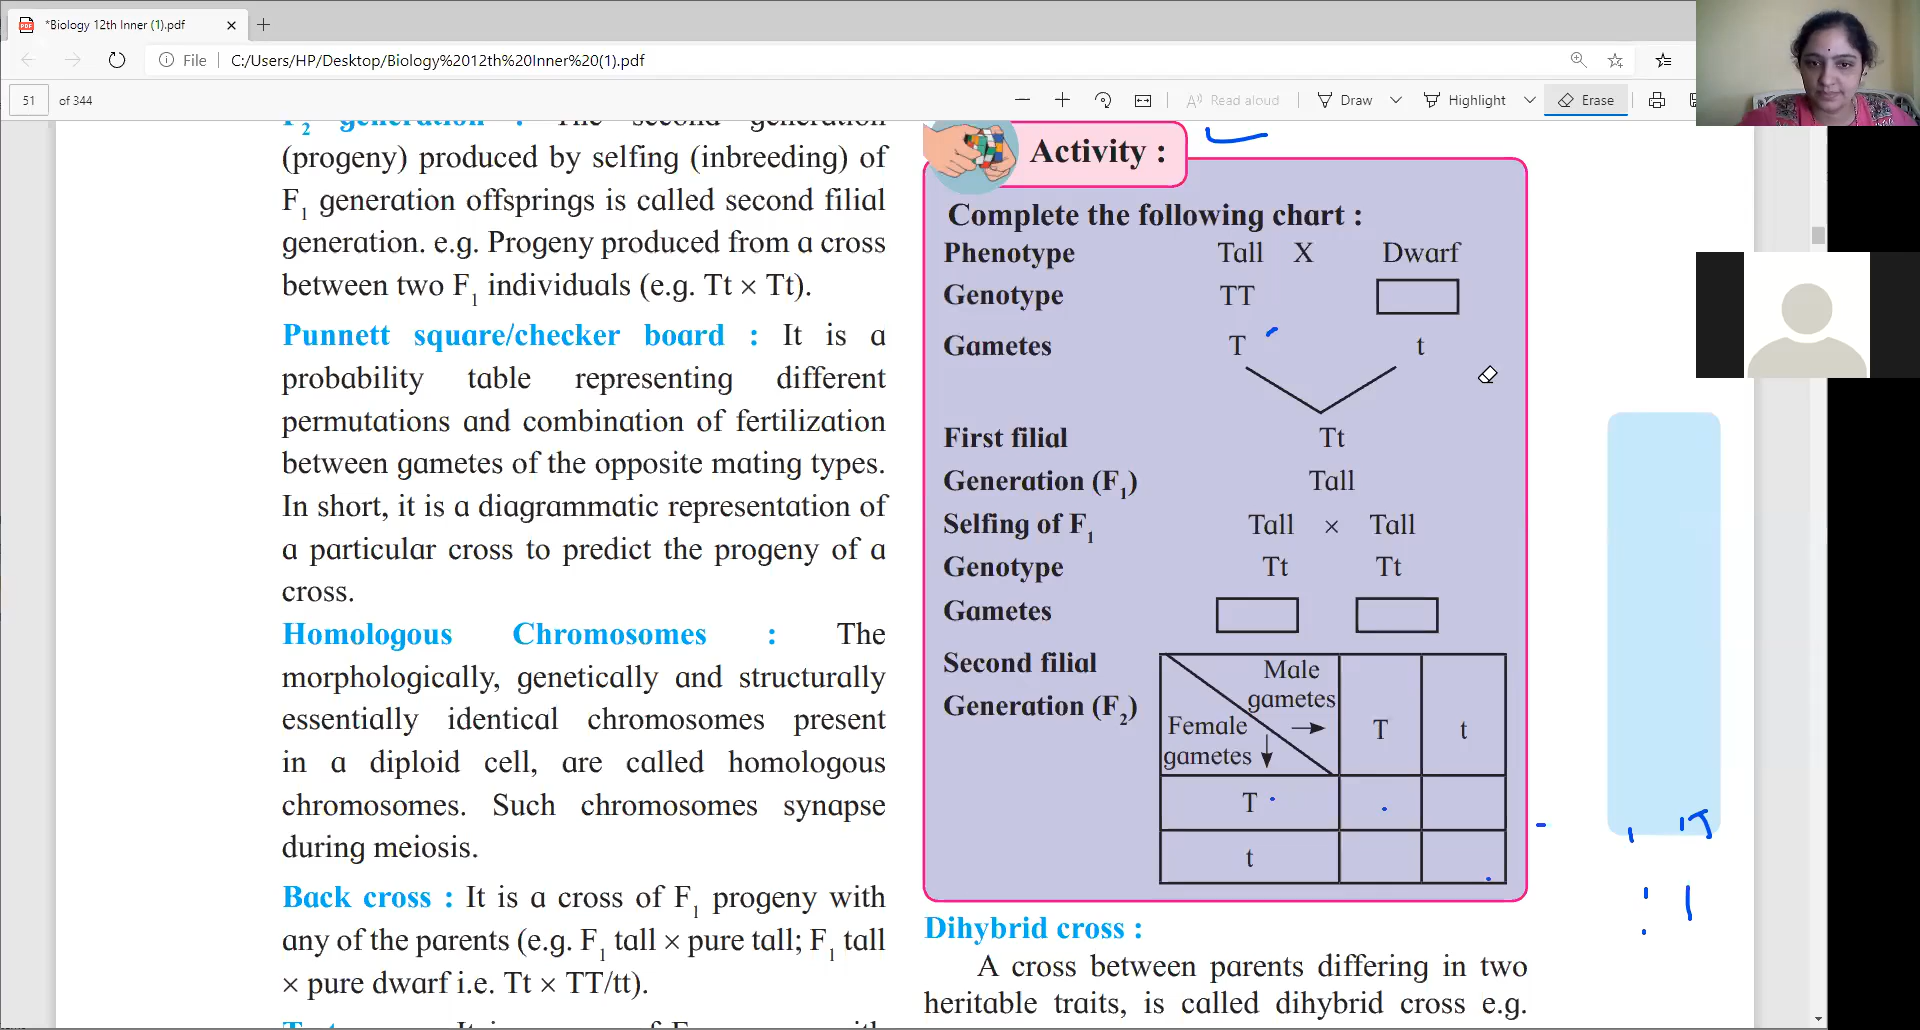 *Biology 12th Inner (1).pdf
File C:/Users/HP/Desktop/Biology%2012th%20Inner%20(1).pdf
51 of 344 Read aloud Draw Highlight Erase
F2 generation : The second generation
(progeny) produced by selfing (inbreeding) of
F1 generation offsprings is called second filial
generation. e.g. Progeny produced from a cross
between two F1 individuals (e.g. Tt × Tt).
Punnett square/checker board : It is a
probability table representing different
permutations and combination of fertilization
between gametes of the opposite mating types.
In short, it is a diagrammatic representation of
a particular cross to predict the progeny of a
cross.
Homologous Chromosomes : The
morphologically, genetically and structurally
essentially identical chromosomes present
in a diploid cell, are called homologous
chromosomes. Such chromosomes synapse
during meiosis.
Back cross : It is a cross of F1 progeny with
any of the parents (e.g. F1 tall × pure tall; F1 tall
× pure dwarf i.e. Tt × TT/tt).
Activity :
Complete the following chart :
Phenotype Tall X Dwarf
Genotype TT
Gametes T t
First filial Tt
Generation (F1) Tall
Selfing of F1 Tall × Tall
Genotype Tt Tt
Gametes
Second filial
Generation (F2)
Male
gametes
Female
gametes
T t
T
t
Dihybrid cross :
A cross between parents differing in two
heritable traits, is called dihybrid cross e.g.